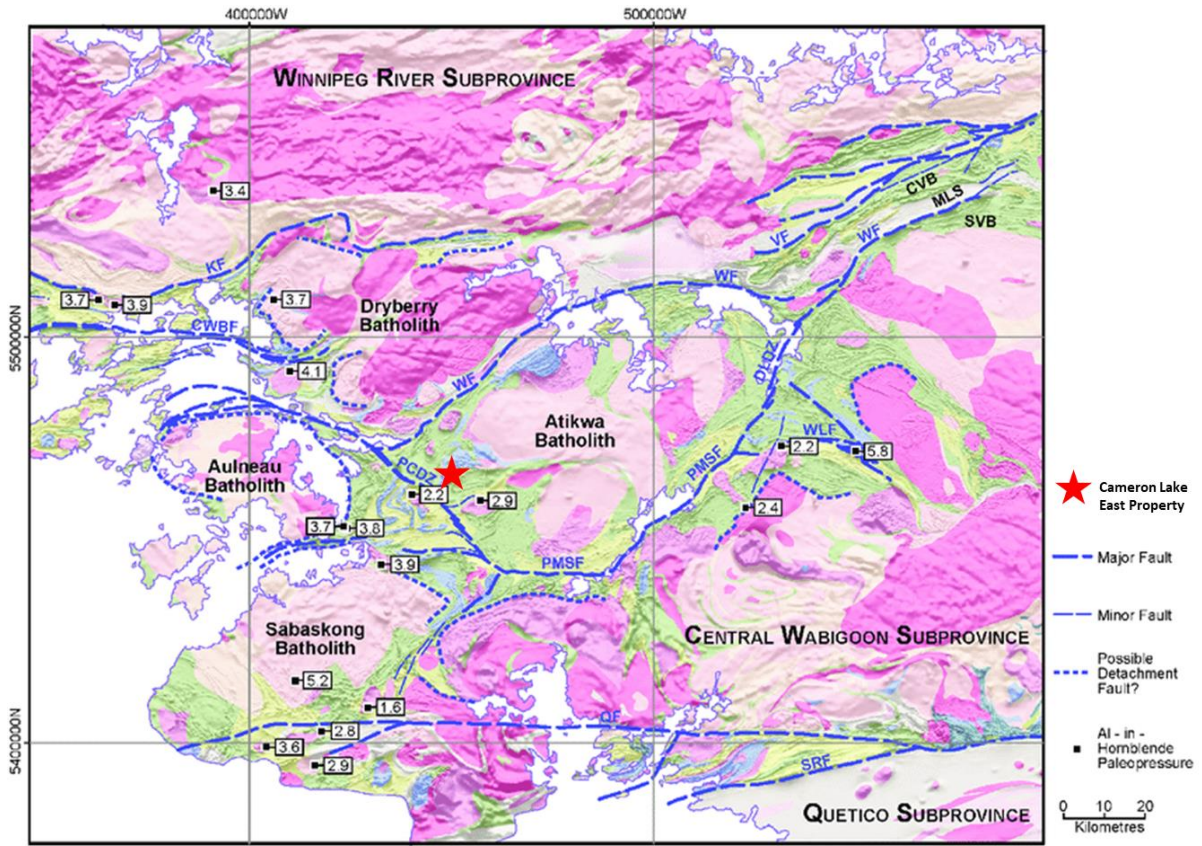 400000W
500000W
WINNIPEG RIVER SUBPROVINCE
3.4
CVB
MLS
SVB
VF
WF
KF
WF
3.7
3.9
3.7
Dryberry
Batholith
CWBF
5500000N
4.1
DLDZ
WF
Atikwa
Batholith
WLF
2.2
5.8
Aulneau
Batholith
PCDZ
PMSF
2.2
2.9
2.4
Cameron Lake
East Property
3.7
3.8
3.9
PMSF
Major Fault
Minor Fault
Sabaskong
Batholith
CENTRAL WABIGOON SUBPROVINCE
Possible
Detachment
Fault?
5.2
1.6
QF
2.8
3.6
2.9
5400000N
Al - in -
Hornblende
Paleopressure
SRF
QUETICO SUBPROVINCE
0 10 20
Kilometres